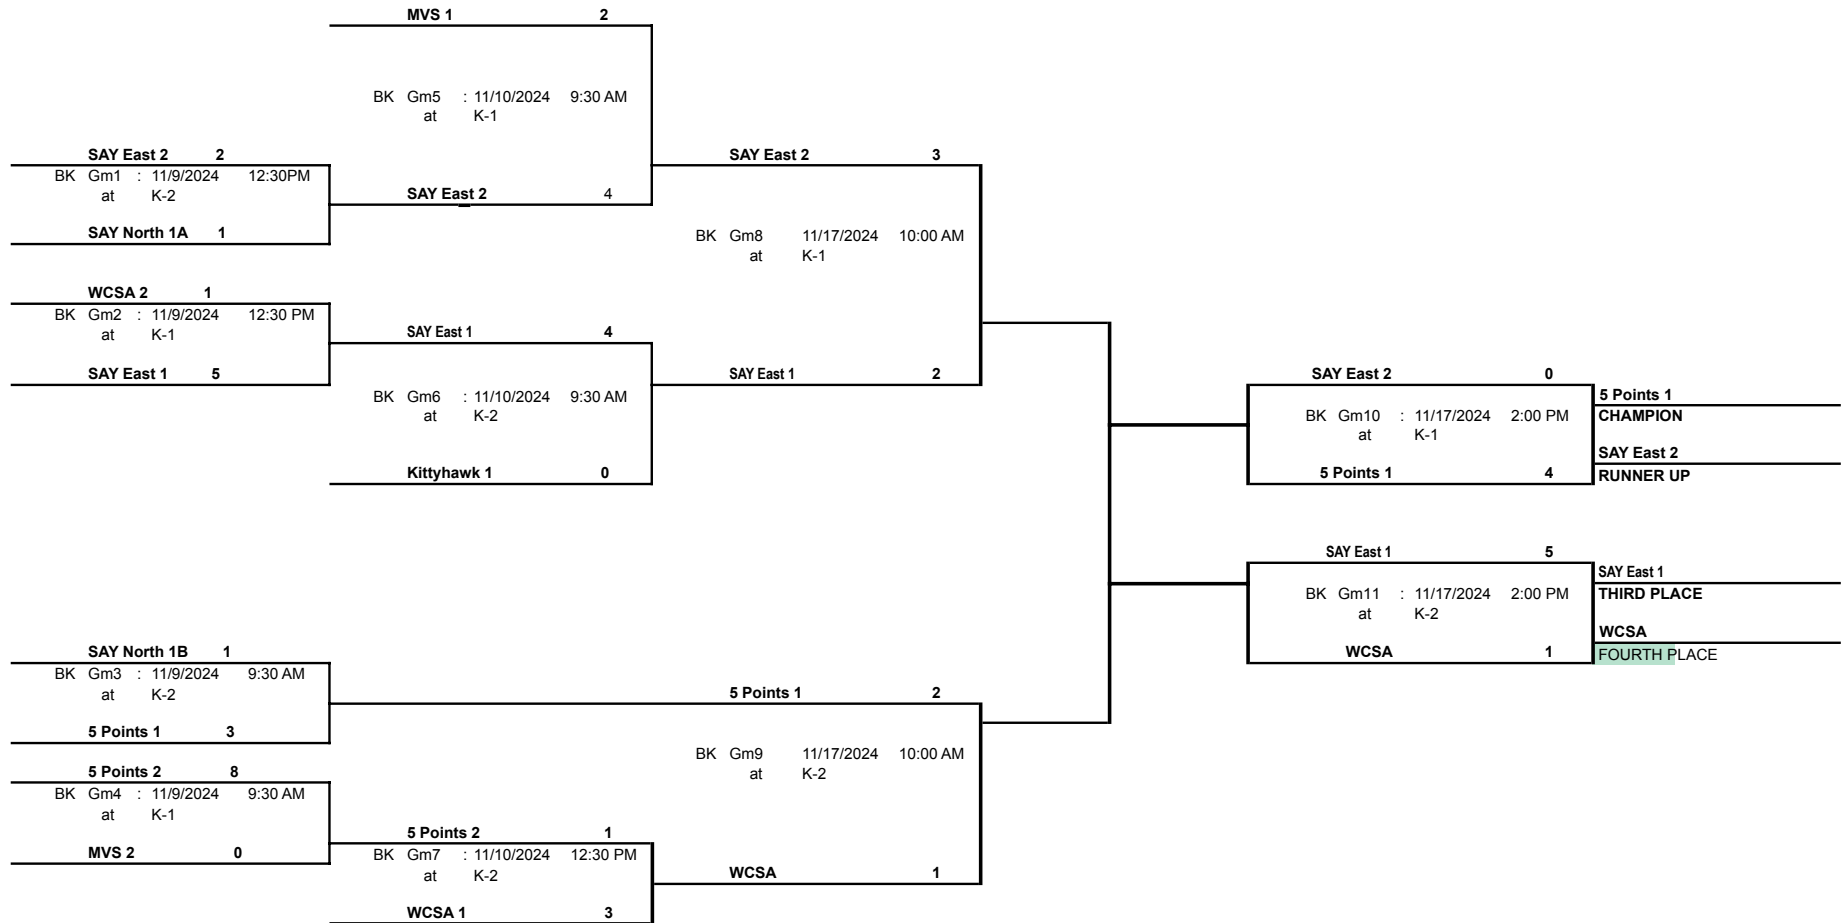 MVS 1 2
BK Gm5 : 11/10/2024 9:30 AM
at K-1
SAY East 2 2
BK Gm1 : 11/9/2024 12:30PM
at K-2
SAY North 1A 1
SAY East 2 4
SAY East 2 3
BK Gm8 11/17/2024 10:00 AM
at K-1
WCSA 2 1
BK Gm2 : 11/9/2024 12:30 PM
at K-1
SAY East 1 5
SAY East 1 4
BK Gm6 : 11/10/2024 9:30 AM
at K-2
Kittyhawk 1 0
SAY East 1 2
SAY East 2 0
BK Gm10 : 11/17/2024 2:00 PM
at K-1
5 Points 1 4
5 Points 1
CHAMPION
SAY East 2
RUNNER UP
SAY East 1 5
BK Gm11 : 11/17/2024 2:00 PM
at K-2
WCSA 1
SAY East 1
THIRD PLACE
WCSA
FOURTH PLACE
SAY North 1B 1
BK Gm3 : 11/9/2024 9:30 AM
at K-2
5 Points 1 3
5 Points 1 2
BK Gm9 11/17/2024 10:00 AM
at K-2
5 Points 2 8
BK Gm4 : 11/9/2024 9:30 AM
at K-1
MVS 2 0
5 Points 2 1
BK Gm7 : 11/10/2024 12:30 PM
at K-2
WCSA 1 3
WCSA 1